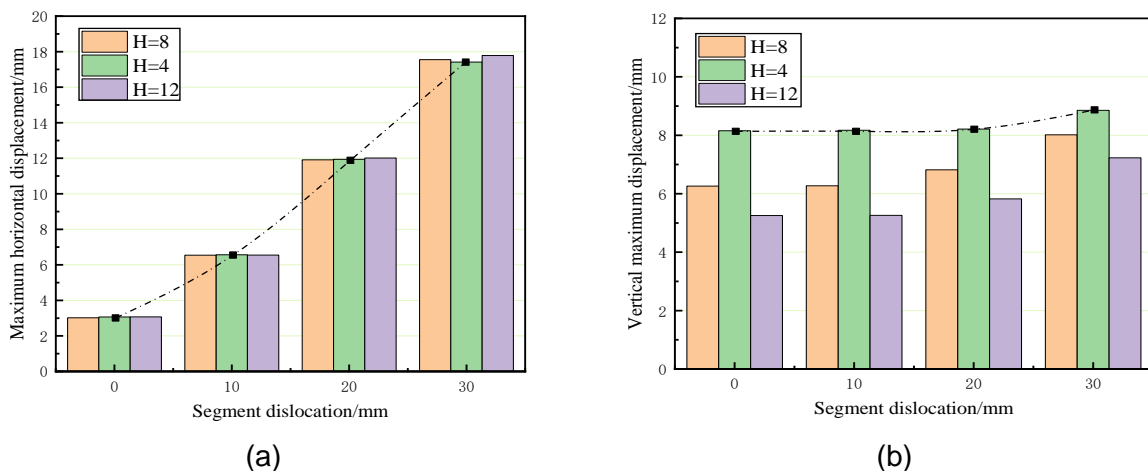 20
18
16
14
12
10
8
6
4
2
0
Maximum horizontal displacement/mm
H=8
H=4
H=12
0 10 20 30
Segment dislocation/mm
(a)
12
10
8
6
4
2
0
Vertical maximum displacement/mm
H=8
H=4
H=12
0 10 20 30
Segment dislocation/mm
(b)